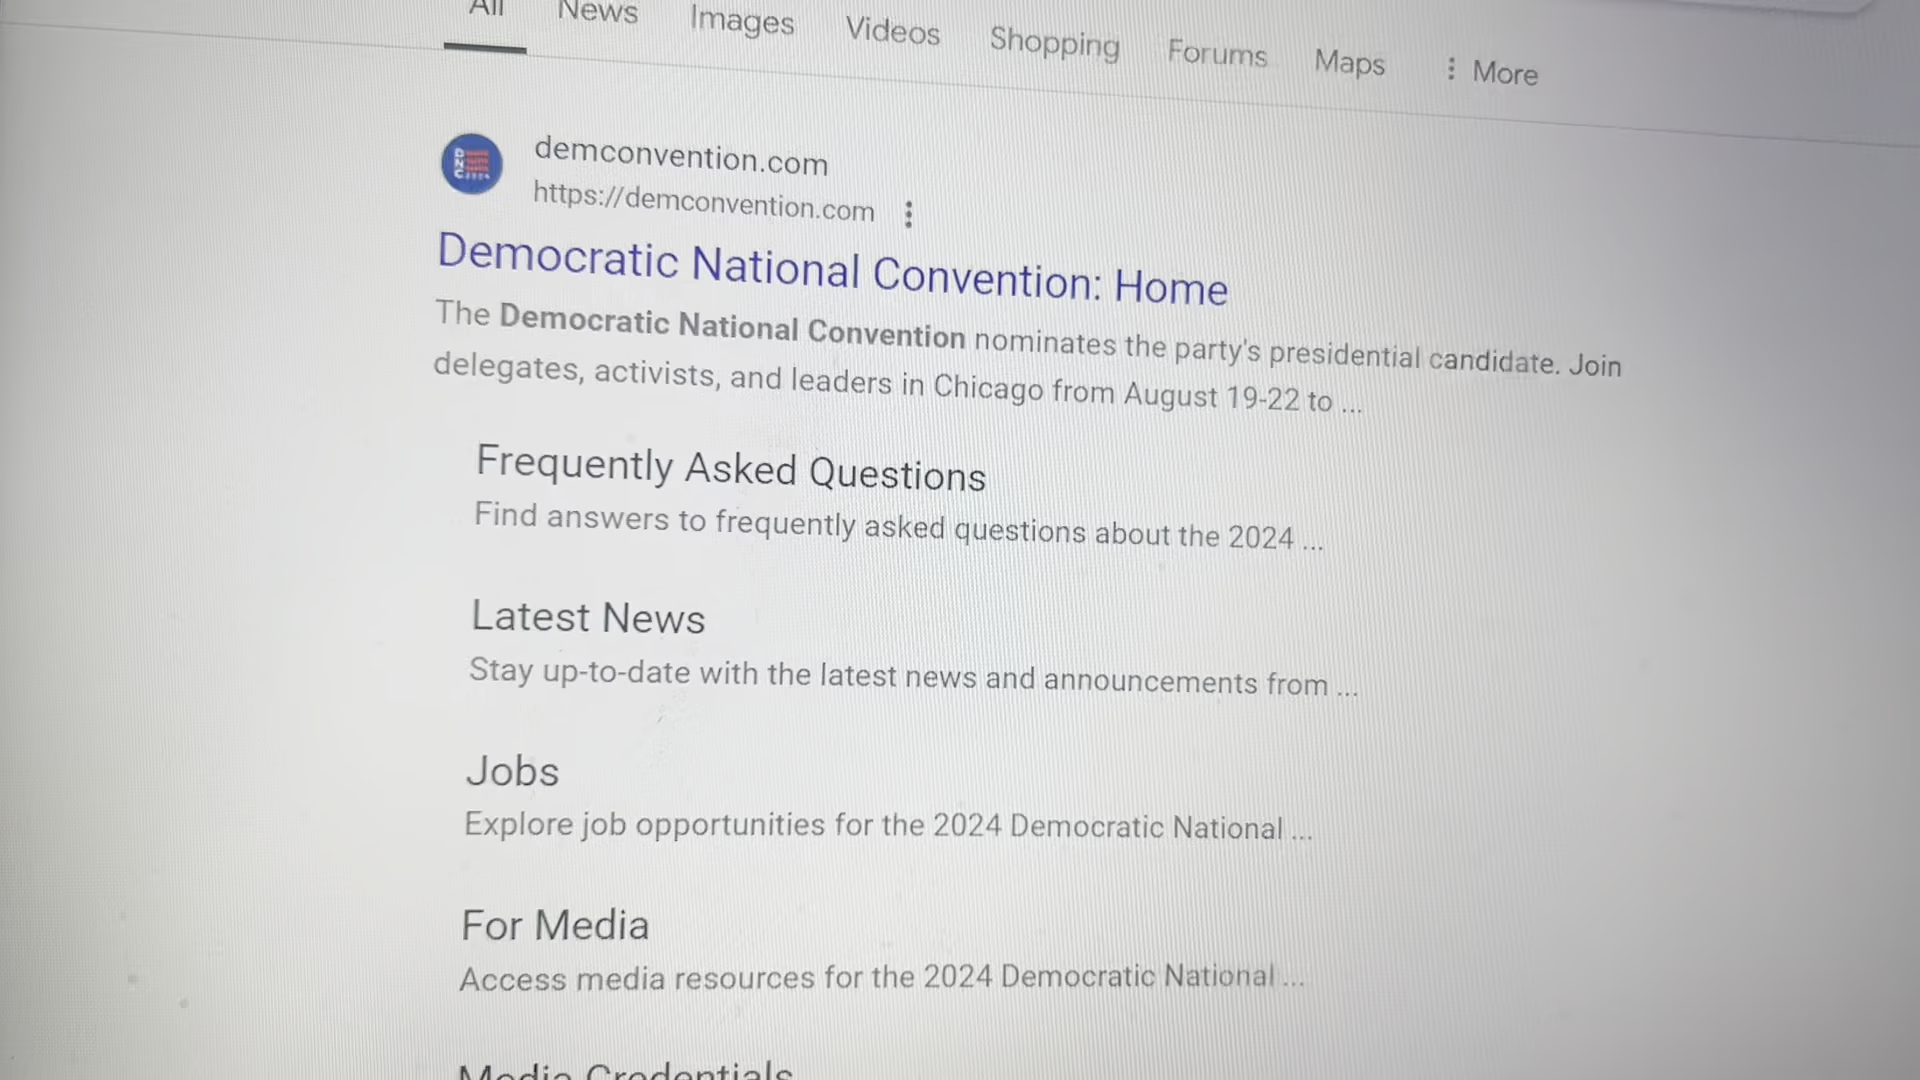 All News Images Videos Shopping Forums Maps More
DNC
demconvention.com
https://demconvention.com
Democratic National Convention: Home
The Democratic National Convention nominates the party's presidential candidate. Join
delegates, activists, and leaders in Chicago from August 19-22 to ...
Frequently Asked Questions
Find answers to frequently asked questions about the 2024 ...
Latest News
Stay up-to-date with the latest news and announcements from ...
Jobs
Explore job opportunities for the 2024 Democratic National ...
For Media
Access media resources for the 2024 Democratic National ...
Media Credentials